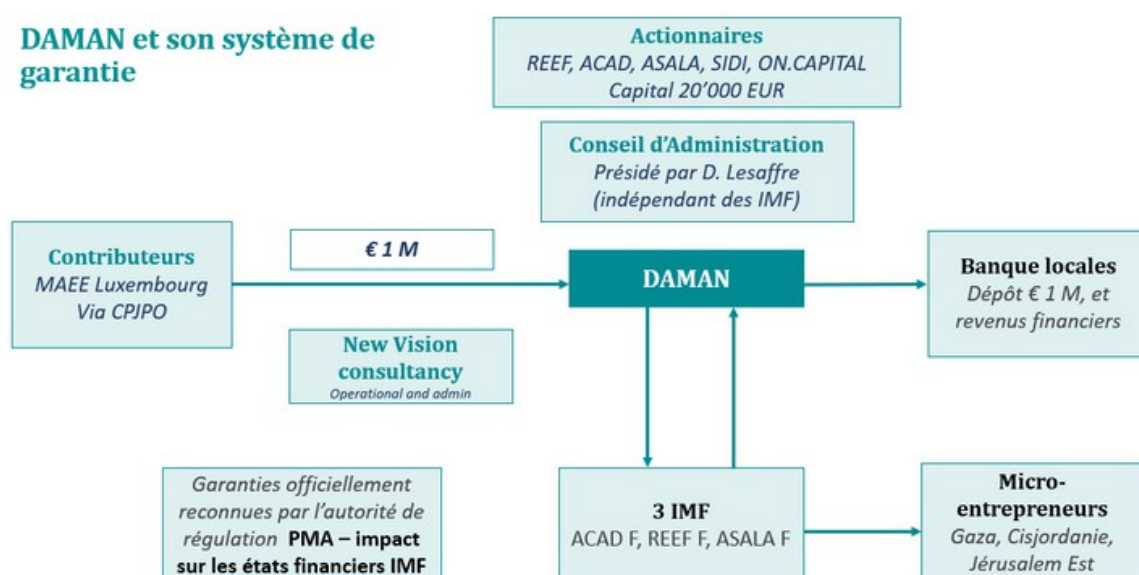 DAMAN et son système de
garantie
Actionnaires
REEF, ACAD, ASALA, SIDI, ON.CAPITAL
Capital 20'000 EUR
Conseil d'Administration
Présidé par D. Lesaffre
(indépendant des IMF)
Contributeurs
MAEE Luxembourg
Via CPJPO
€ 1 M
DAMAN
Banque locales
Dépôt € 1 M, et
revenus financiers
New Vision
consultancy
Operational and admin
Garanties officiellement
reconnues par l'autorité de
régulation PMA – impact
sur les états financiers IMF
3 IMF
ACAD F, REEF F, ASALA F
Micro-
entrepreneurs
Gaza, Cisjordanie,
Jérusalem Est